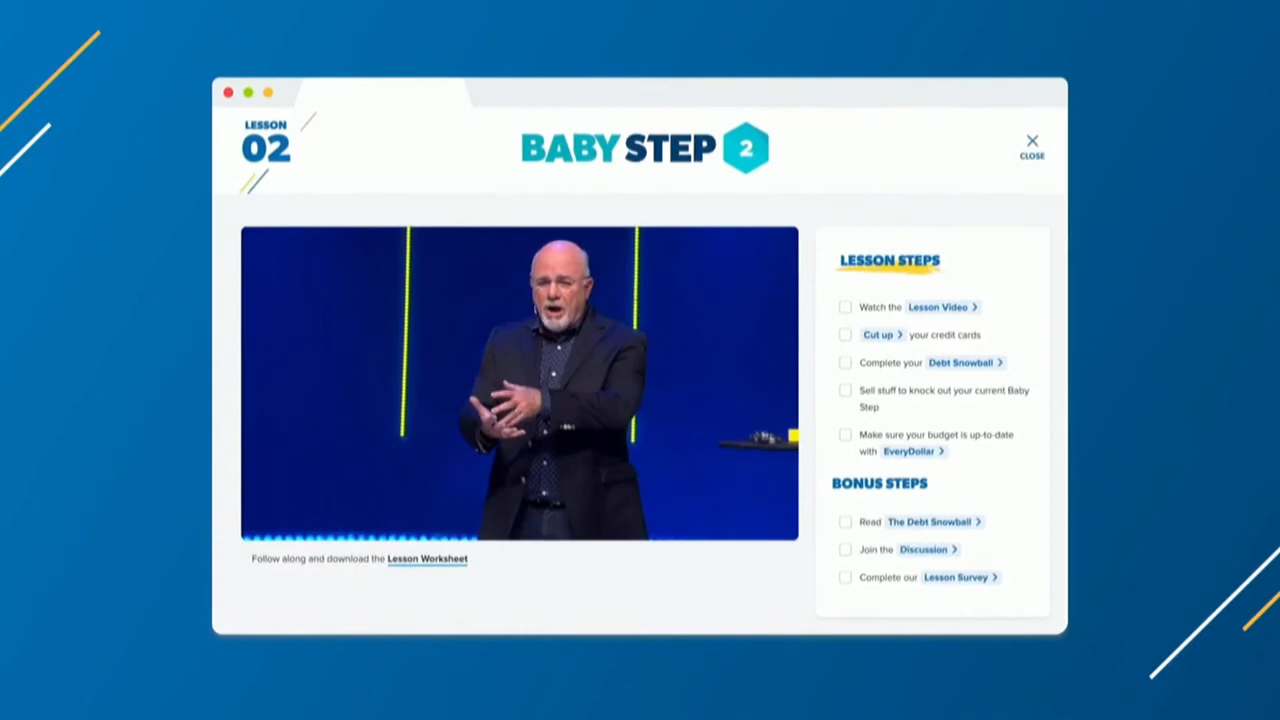 LESSON
02
BABY STEP 2
CLOSE
LESSON STEPS
Watch the Lesson Video >
Cut up > your credit cards
Complete your Debt Snowball >
Sell stuff to knock out your current Baby
Step
Make sure your budget is up-to-date
with EveryDollar >
BONUS STEPS
Read The Debt Snowball >
Join the Discussion >
Complete our Lesson Survey >
Follow along and download the Lesson Worksheet